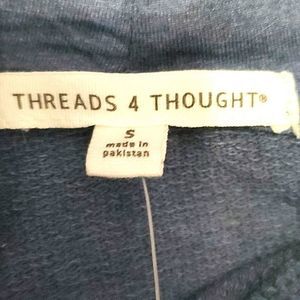 THREADS 4 THOUGHT®
S
made in
pakistan